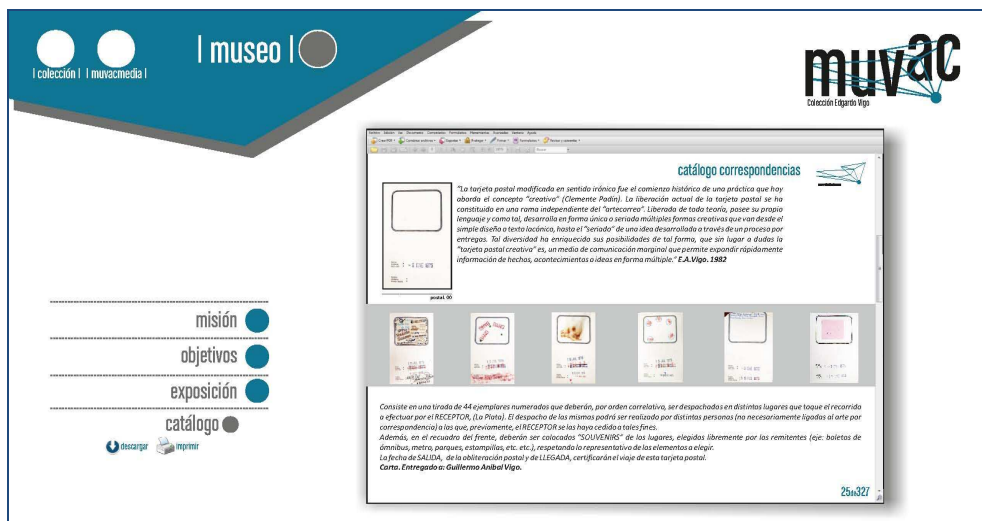 | museo |
| colección |
| muvacmedia |
muvac
Colección Edgardo Vigo
catálogo correspondencias
"La tarjeta postal modificada en sentido irónico fue el comienzo histórico de una práctica que hoy
aborda el concepto "creativo" (Clemente Padín). La liberación actual de la tarjeta postal se ha
constituido en una rama independiente del "artecorreo". Liberada de toda teoría, posee su propio
lenguaje y como tal, desarrolla en forma única o seriada múltiples formas creativas que van desde el
simple diseño a texto lacónico, hasta el "seriado" de una idea desarrollada a través de un proceso por
entregas. Tal diversidad ha enriquecido sus posibilidades de tal forma, que sin lugar a dudas la
"tarjeta postal creativa" es, un medio de comunicación marginal que permite expandir rápidamente
información de hechos, acontecimientos o ideas en forma múltiple." E.A.Vigo. 1982
postal. 00
misión
objetivos
exposición
catálogo
descargar
imprimir
Consiste en una tirada de 44 ejemplares numerados que deberán, por orden correlativo, ser despachados en distintos lugares que toque el recorrido
a efectuar por el RECEPTOR, (La Plata). El despacho de las mismas podrá ser realizado por distintas personas (no necesariamente ligadas al arte por
correspondencia) a las que, previamente, el RECEPTOR se las haya cedido a tales fines.
Además, en el recuadro del frente, deberán ser colocados "SOUVENIRS" de los lugares, elegidos libremente por los remitentes (eje: boletas de
ómnibus, metro, parques, estampillas, etc. etc.), respetando lo representativo de los elementos a elegir.
La fecha de SALIDA, de la obliteración postal y de LLEGADA, certificarán el viaje de esta tarjeta postal.
Carta. Entregado a: Guillermo Aníbal Vigo.
25de327